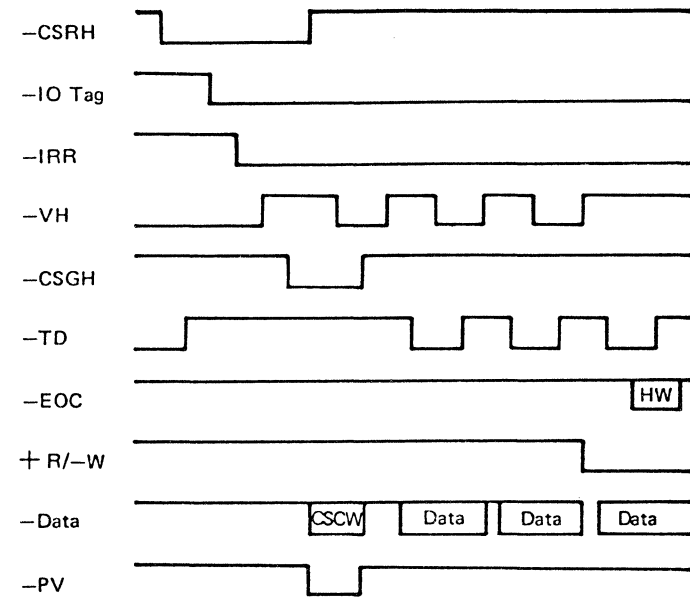 −CSRH
−IO Tag
−IRR
−VH
−CSGH
−TD
−EOC
HW
+ R/−W
−Data
CSCW
Data
Data
Data
−PV